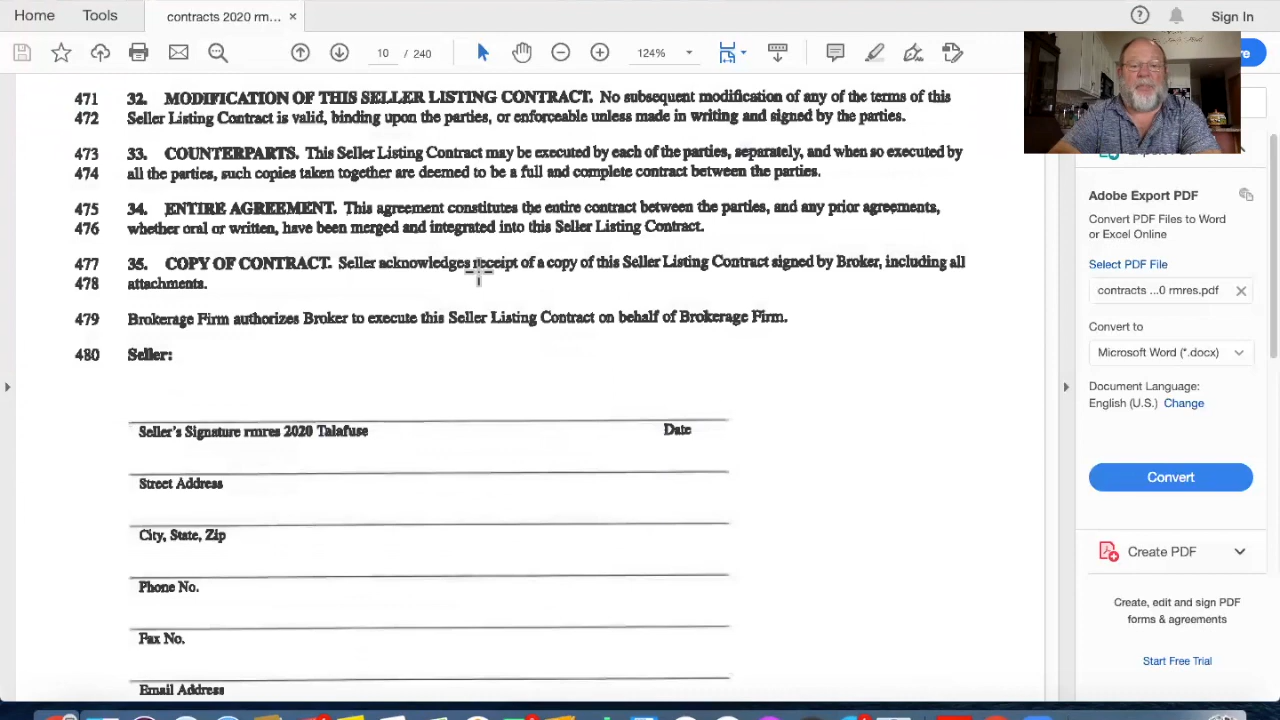 Home
Tools
contracts 2020 rm...
Sign In
10 / 240
124%
471 32. MODIFICATION OF THIS SELLER LISTING CONTRACT. No subsequent modification of any of the terms of this
472 Seller Listing Contract is valid, binding upon the parties, or enforceable unless made in writing and signed by the parties.
473 33. COUNTERPARTS. This Seller Listing Contract may be executed by each of the parties, separately, and when so executed by
474 all the parties, such copies taken together are deemed to be a full and complete contract between the parties.
475 34. ENTIRE AGREEMENT. This agreement constitutes the entire contract between the parties, and any prior agreements,
476 whether oral or written, have been merged and integrated into this Seller Listing Contract.
477 35. COPY OF CONTRACT. Seller acknowledges receipt of a copy of this Seller Listing Contract signed by Broker, including all
478 attachments.
479 Brokerage Firm authorizes Broker to execute this Seller Listing Contract on behalf of Brokerage Firm.
480 Seller:
Seller's Signature rmres 2020 Talafuse Date
Street Address
City, State, Zip
Phone No.
Fax No.
Email Address
Adobe Export PDF
Convert PDF Files to Word
or Excel Online
Select PDF File
contracts ...0 rmres.pdf
Convert to
Microsoft Word (*.docx)
Document Language:
English (U.S.) Change
Convert
Create PDF
Create, edit and sign PDF
forms & agreements
Start Free Trial